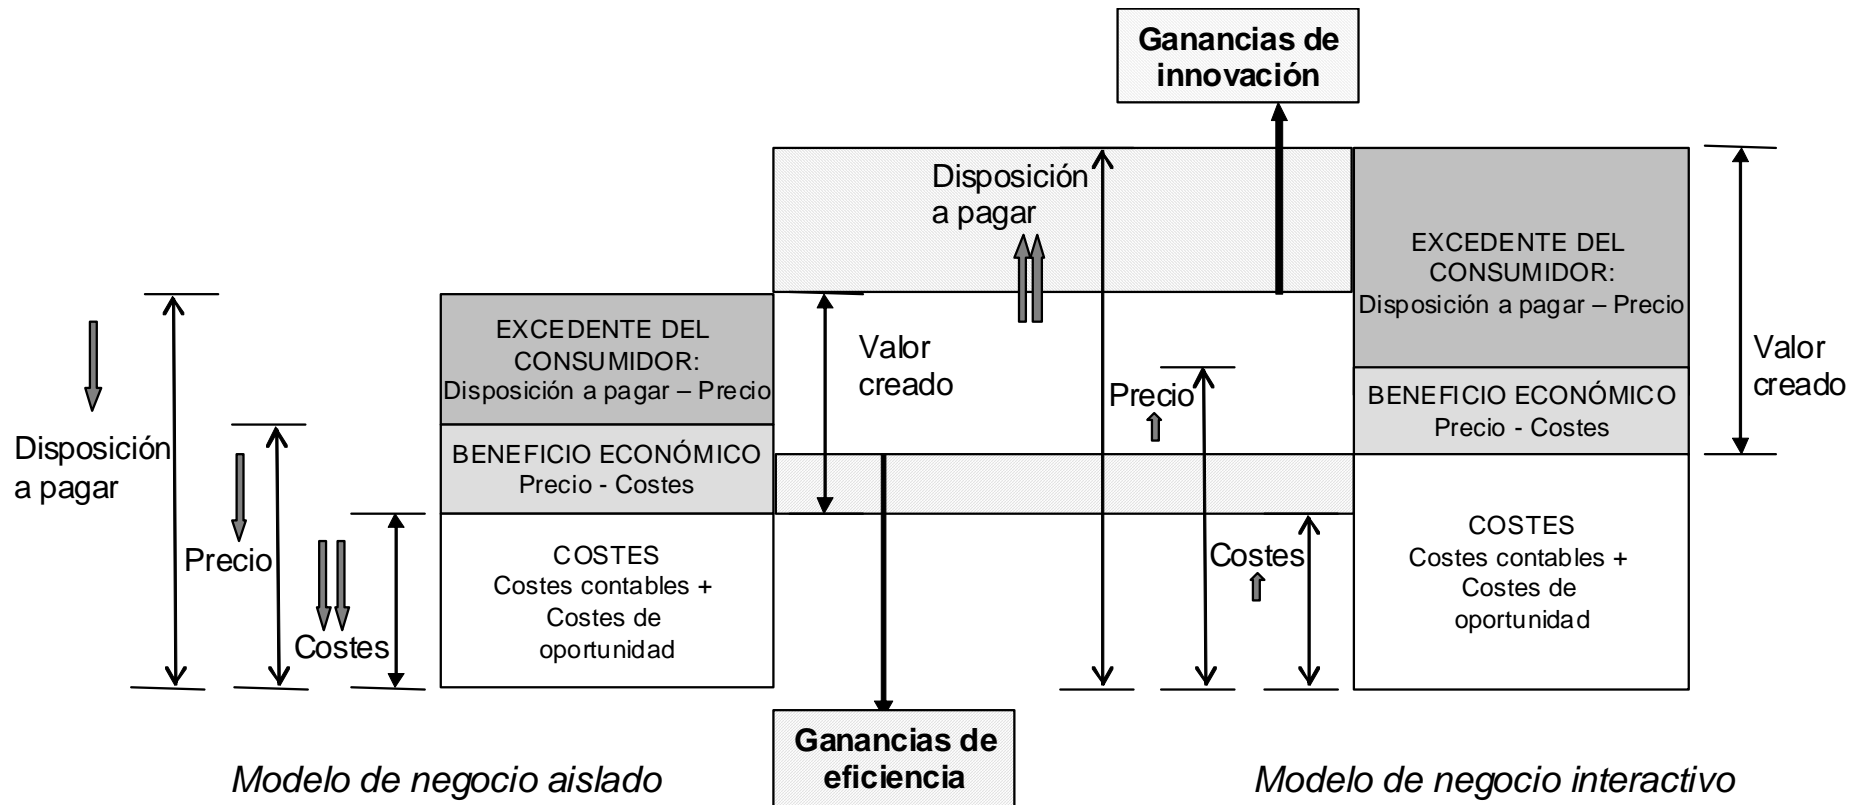 Ganancias de
innovación
Disposición
a pagar
EXCEDENTE DEL
CONSUMIDOR:
Disposición a pagar – Precio
EXCEDENTE DEL
CONSUMIDOR:
Disposición a pagar – Precio
Valor
creado
Valor
creado
Precio
BENEFICIO ECONÓMICO
Precio - Costes
Disposición
a pagar
BENEFICIO ECONÓMICO
Precio - Costes
Precio
COSTES
Costes contables +
Costes de
oportunidad
Costes
Costes
COSTES
Costes contables +
Costes de
oportunidad
Ganancias de
eficiencia
Modelo de negocio aislado
Modelo de negocio interactivo